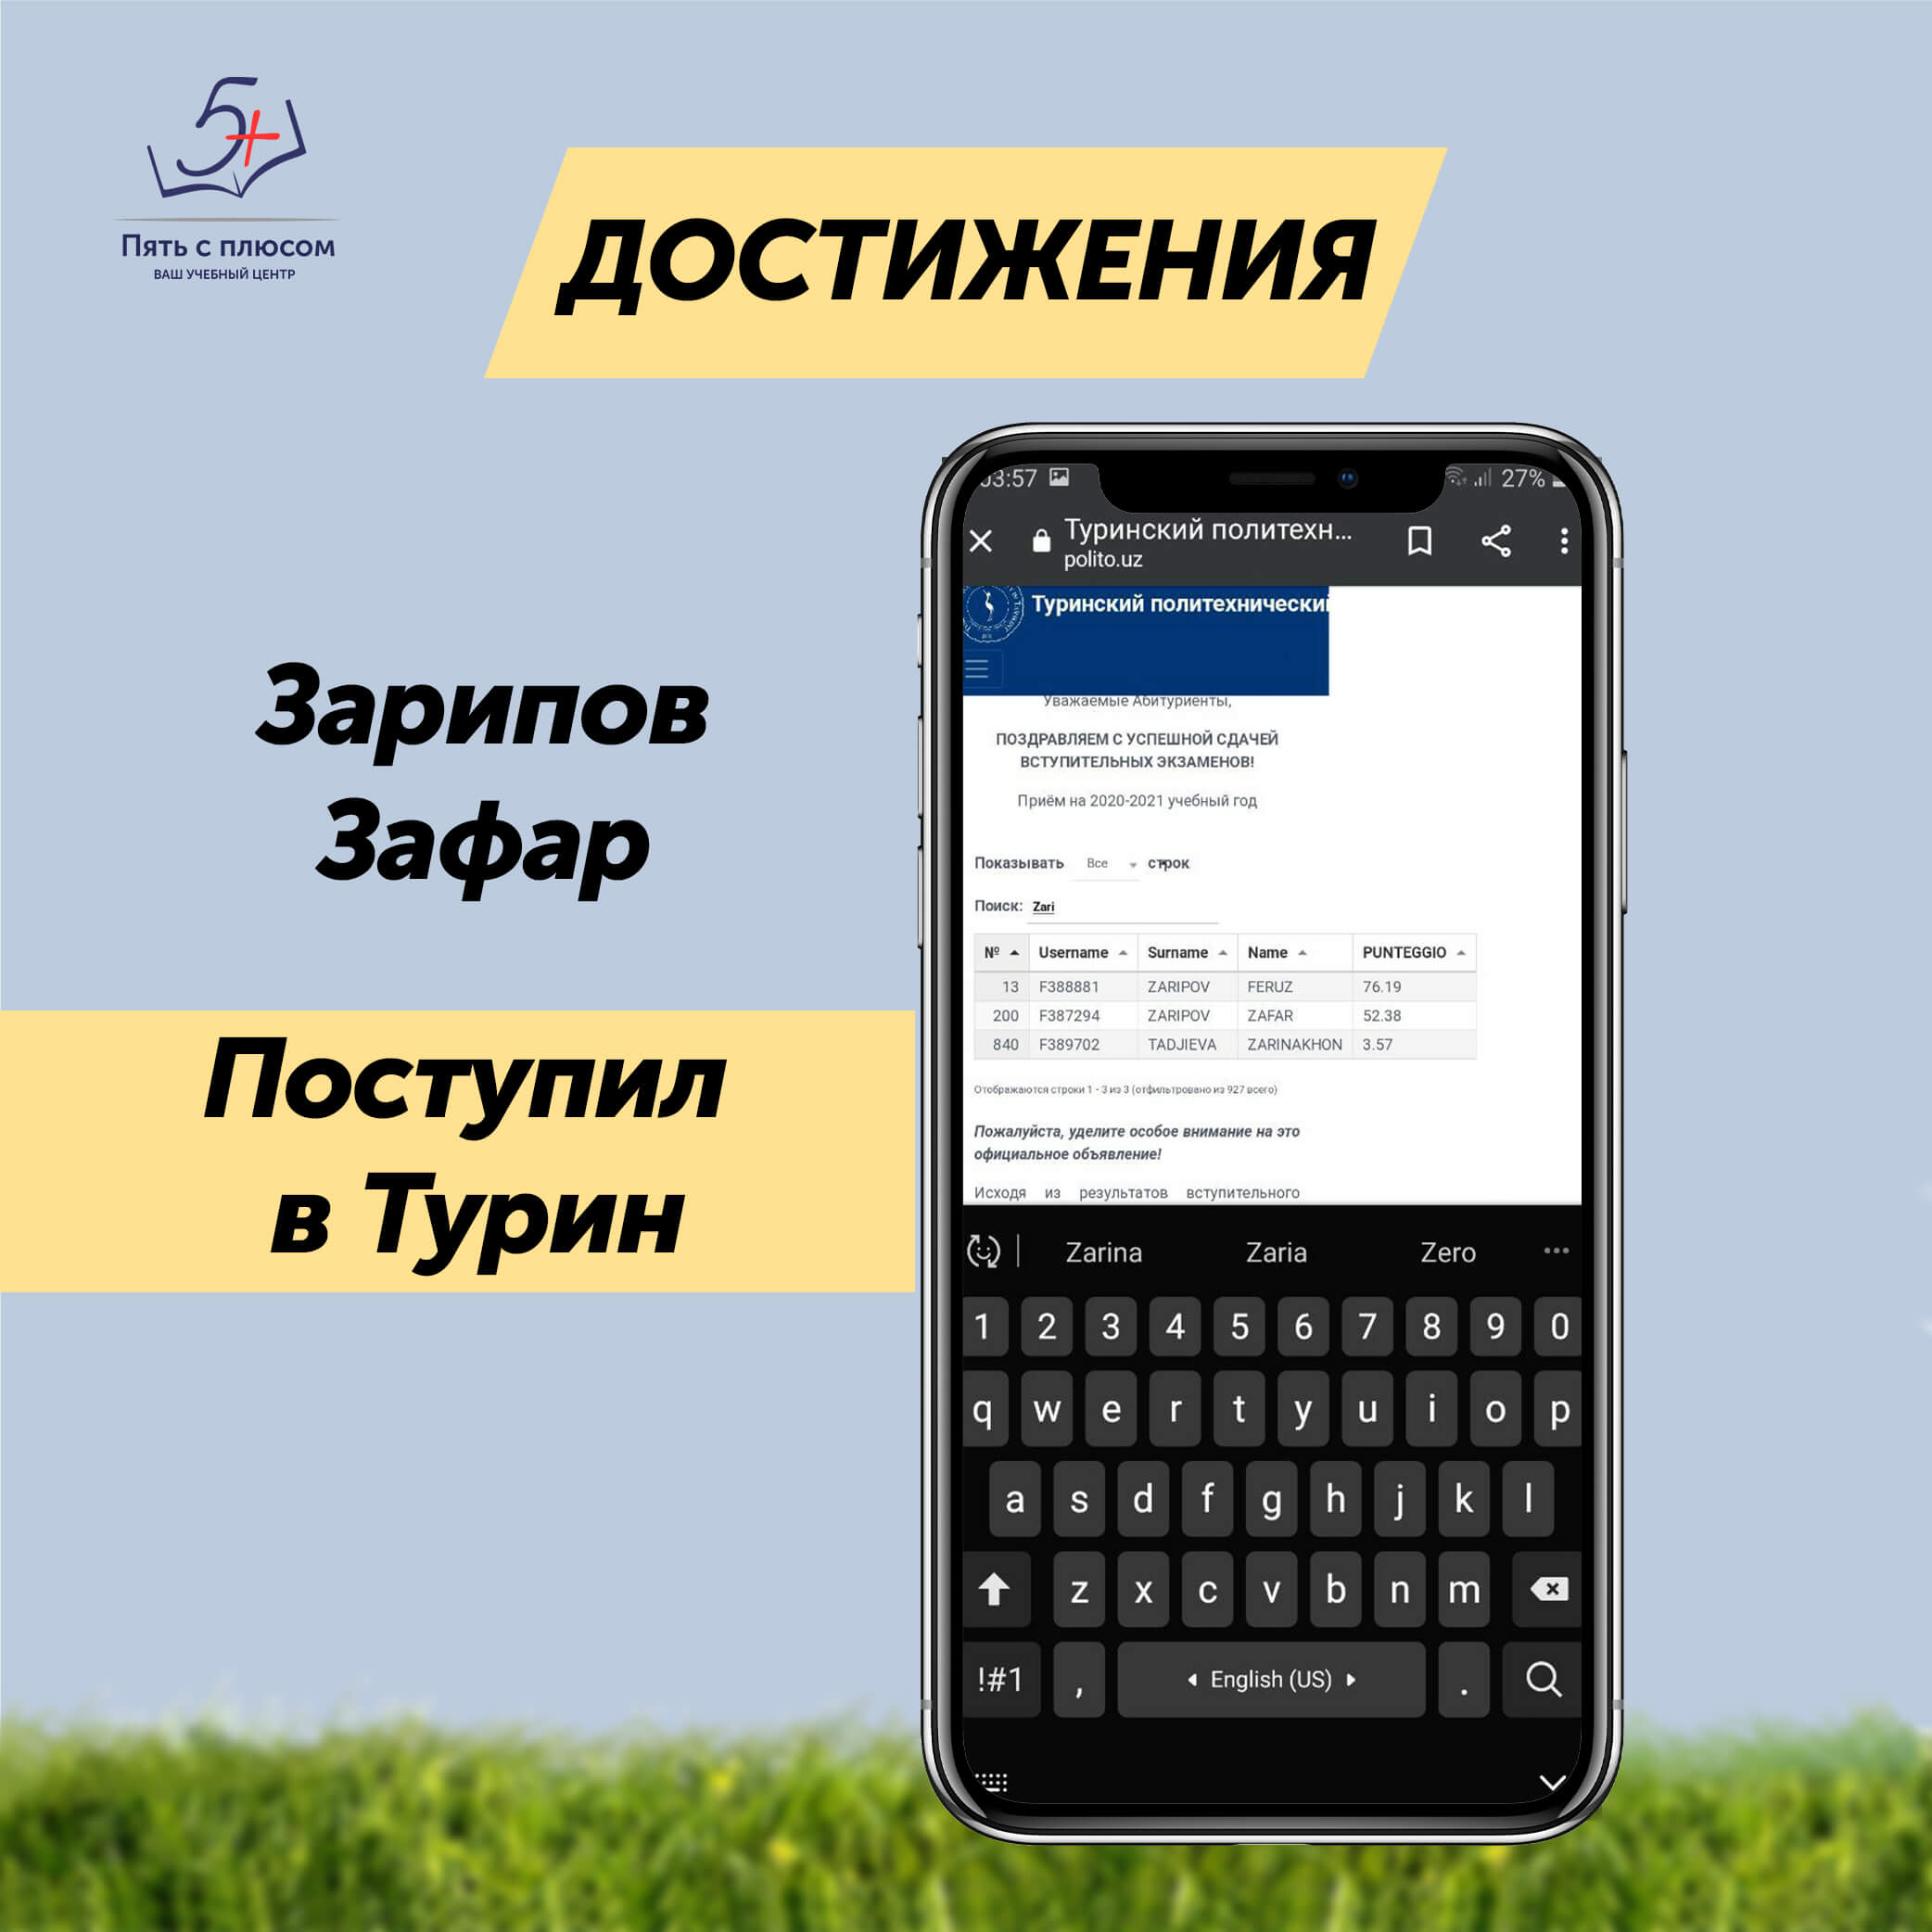 5+
Пять с плюсом
ВАШ УЧЕБНЫЙ ЦЕНТР
ДОСТИЖЕНИЯ
Зарипов
Зафар
Поступил
в Турин
03:57 27%
Туринский политехн...
polito.uz
Туринский политехнический
Уважаемые Абитуриенты,
ПОЗДРАВЛЯЕМ С УСПЕШНОЙ СДАЧЕЙ
ВСТУПИТЕЛЬНЫХ ЭКЗАМЕНОВ!
Приём на 2020-2021 учебный год
Показывать Все строк
Поиск: Zari
№ Username Surname Name PUNTEGGIO
13 F388881 ZARIPOV FERUZ 76.19
200 F387294 ZARIPOV ZAFAR 52.38
840 F389702 TADJIEVA ZARINAKHON 3.57
Отображаются строки 1 - 3 из 3 (отфильтровано из 927 всего)
Пожалуйста, уделите особое внимание на это
официальное объявление!
Исходя из результатов вступительного
Zarina Zaria Zero
1 2 3 4 5 6 7 8 9 0
q w e r t y u i o p
a s d f g h j k l
z x c v b n m
!#1 , English (US) .